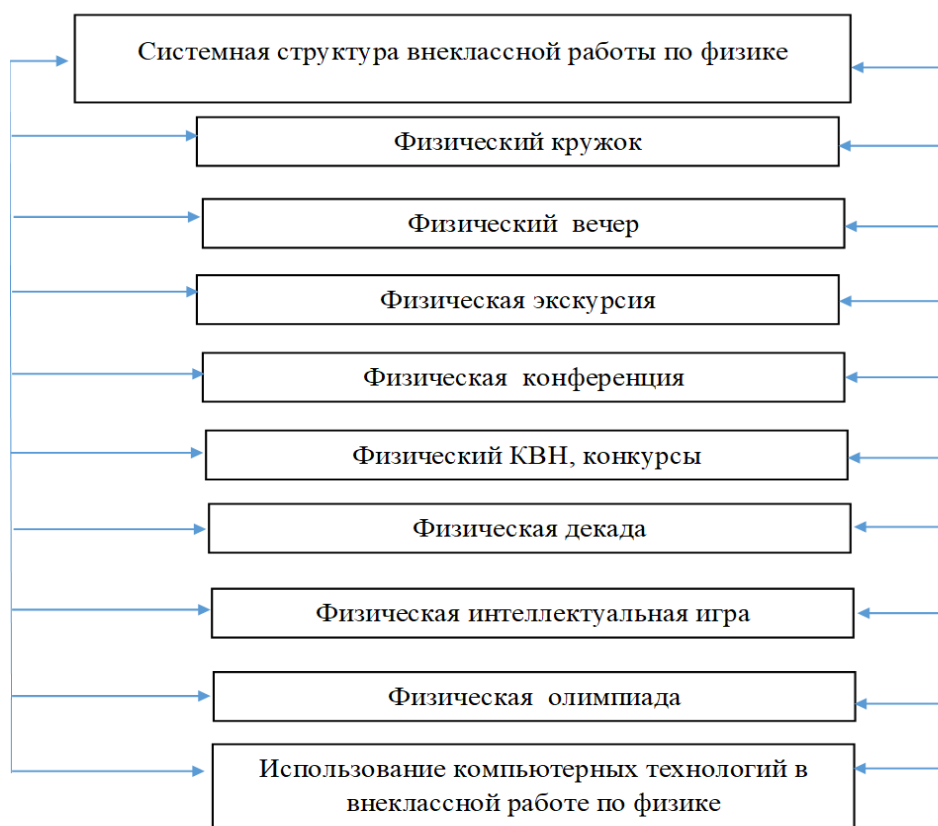 Системная структура внеклассной работы по физике
Физический кружок
Физический вечер
Физическая экскурсия
Физическая конференция
Физический КВН, конкурсы
Физическая декада
Физическая интеллектуальная игра
Физическая олимпиада
Использование компьютерных технологий в
внеклассной работе по физике